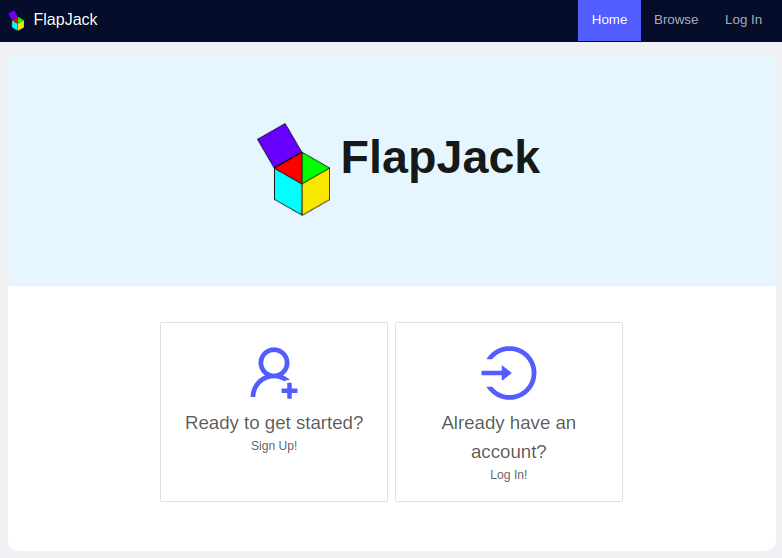 FlapJack Home Browse Log In
FlapJack
Ready to get started?
Sign Up!
Already have an
account?
Log In!